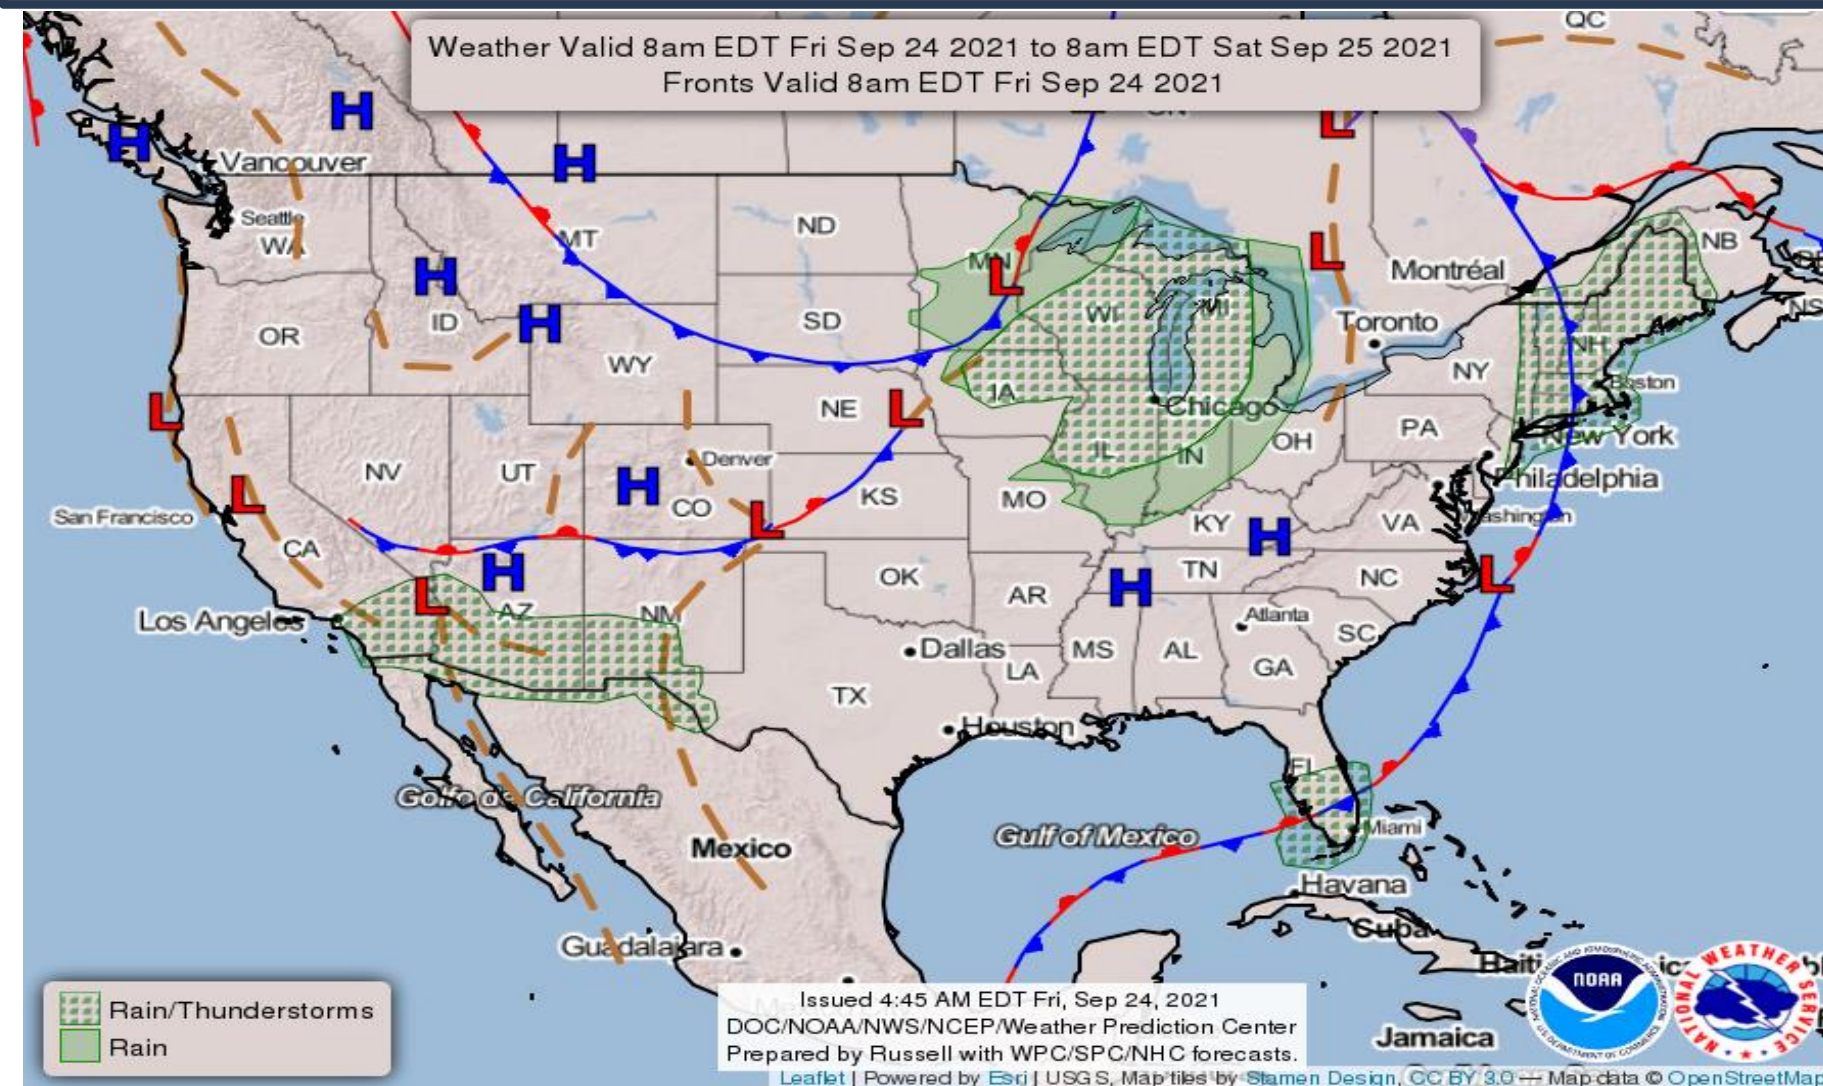 Weather Valid 8am EDT Fri Sep 24 2021 to 8am EDT Sat Sep 25 2021
Fronts Valid 8am EDT Fri Sep 24 2021
QC
L
H
H
H
Vancouver
Seattle
WA
MT
ND
MN
L
L
Montréal
NB
NS
H
ID
H
OR
SD
WI
MI
Toronto
NH
WY
NY
Boston
L
NE
L
IA
Chicago
PA
New York
NV
UT
Denver
H
CO
KS
IL
IN
OH
MO
Philadelphia
L
San Francisco
CA
L
KY
H
VA
Washington
H
L
AZ
NM
OK
AR
H
TN
NC
L
Los Angeles
Dallas
LA
MS
AL
Atlanta
GA
SC
TX
Houston
FL
Golfo de California
Gulf of Mexico
Miami
Mexico
Havana
Cuba
Guadalajara
Haiti
Jamaica
Rain/Thunderstorms
Rain
Issued 4:45 AM EDT Fri, Sep 24, 2021
DOC/NOAA/NWS/NCEP/Weather Prediction Center
Prepared by Russell with WPC/SPC/NHC forecasts.
NOAA
NATIONAL WEATHER SERVICE
Leaflet | Powered by Esri | USGS, Map tiles by Stamen Design, CC BY 3.0 — Map data © OpenStreetMap